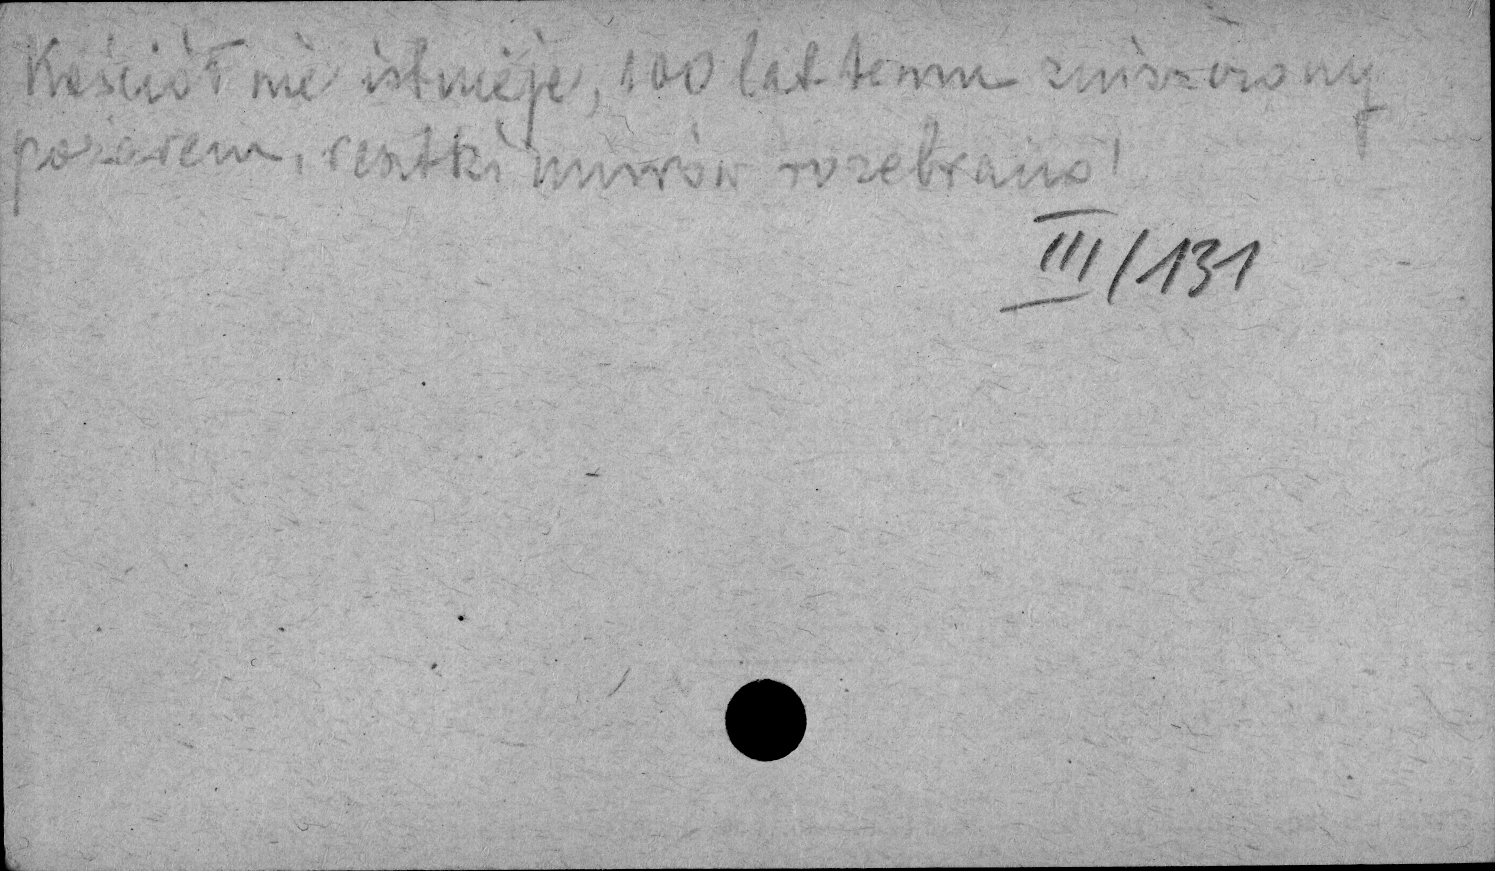 Kościół nie istnieje, 100 lat temu zniszczony
pożarem, resztki murów rozebrano!
III/131